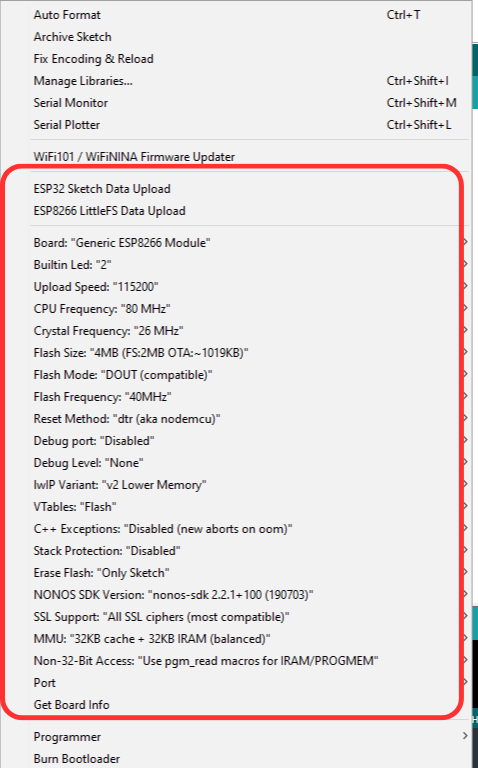 Auto Format Ctrl+T
Archive Sketch
Fix Encoding & Reload
Manage Libraries... Ctrl+Shift+I
Serial Monitor Ctrl+Shift+M
Serial Plotter Ctrl+Shift+L
WiFi101 / WiFiNINA Firmware Updater
ESP32 Sketch Data Upload
ESP8266 LittleFS Data Upload
Board: "Generic ESP8266 Module"
Builtin Led: "2"
Upload Speed: "115200"
CPU Frequency: "80 MHz"
Crystal Frequency: "26 MHz"
Flash Size: "4MB (FS:2MB OTA:~1019KB)"
Flash Mode: "DOUT (compatible)"
Flash Frequency: "40MHz"
Reset Method: "dtr (aka nodemcu)"
Debug port: "Disabled"
Debug Level: "None"
lwIP Variant: "v2 Lower Memory"
VTables: "Flash"
C++ Exceptions: "Disabled (new aborts on oom)"
Stack Protection: "Disabled"
Erase Flash: "Only Sketch"
NONOS SDK Version: "nonos-sdk 2.2.1+100 (190703)"
SSL Support: "All SSL ciphers (most compatible)"
MMU: "32KB cache + 32KB IRAM (balanced)"
Non-32-Bit Access: "Use pgm_read macros for IRAM/PROGMEM"
Port
Get Board Info
Programmer
Burn Bootloader